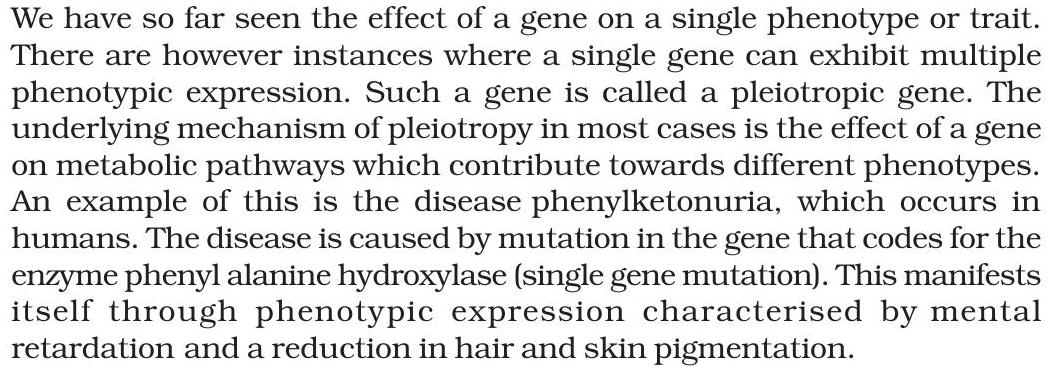 We have so far seen the effect of a gene on a single phenotype or trait.
There are however instances where a single gene can exhibit multiple
phenotypic expression. Such a gene is called a pleiotropic gene. The
underlying mechanism of pleiotropy in most cases is the effect of a gene
on metabolic pathways which contribute towards different phenotypes.
An example of this is the disease phenylketonuria, which occurs in
humans. The disease is caused by mutation in the gene that codes for the
enzyme phenyl alanine hydroxylase (single gene mutation). This manifests
itself through phenotypic expression characterised by mental
retardation and a reduction in hair and skin pigmentation.